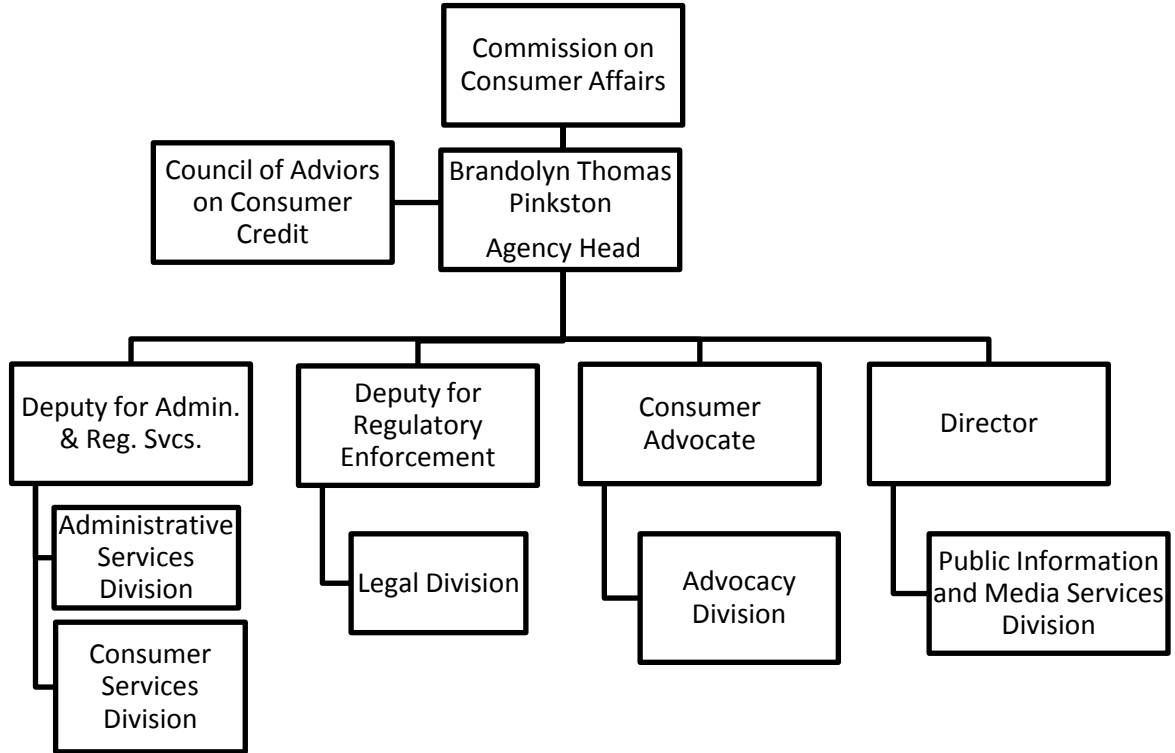 Commission on
Consumer Affairs
Council of Adviors
on Consumer
Credit
Brandolyn Thomas
Pinkston
Agency Head
Deputy for Admin.
& Reg. Svcs.
Deputy for
Regulatory
Enforcement
Consumer
Advocate
Director
Administrative
Services
Division
Consumer
Services
Division
Legal Division
Advocacy
Division
Public Information
and Media Services
Division